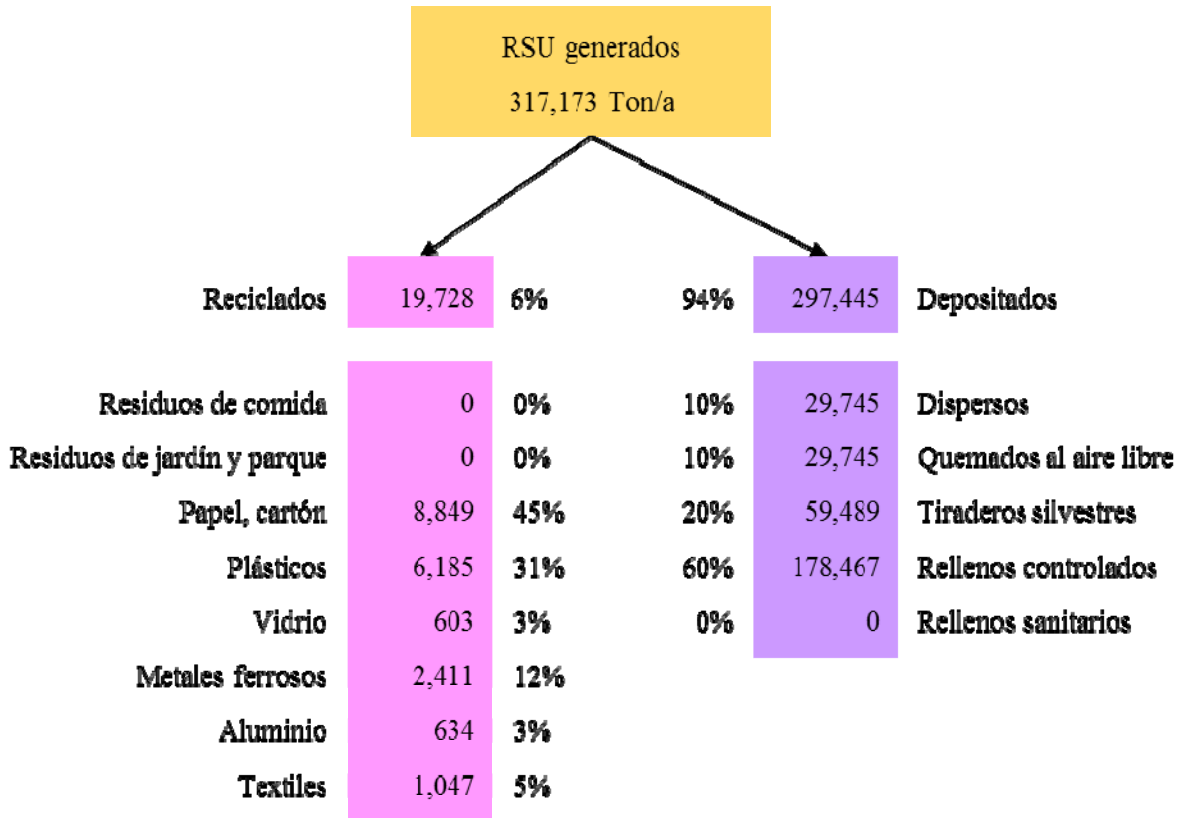 RSU generados
317,173 Ton/a
Reciclados 19,728 6% 94% 297,445 Depositados
Residuos de comida 0 0% 10% 29,745 Dispersos
Residuos de jardín y parque 0 0% 10% 29,745 Quemados al aire libre
Papel, cartón 8,849 45% 20% 59,489 Tiraderos silvestres
Plásticos 6,185 31% 60% 178,467 Rellenos controlados
Vidrio 603 3% 0% 0 Rellenos sanitarios
Metales ferrosos 2,411 12%
Aluminio 634 3%
Textiles 1,047 5%